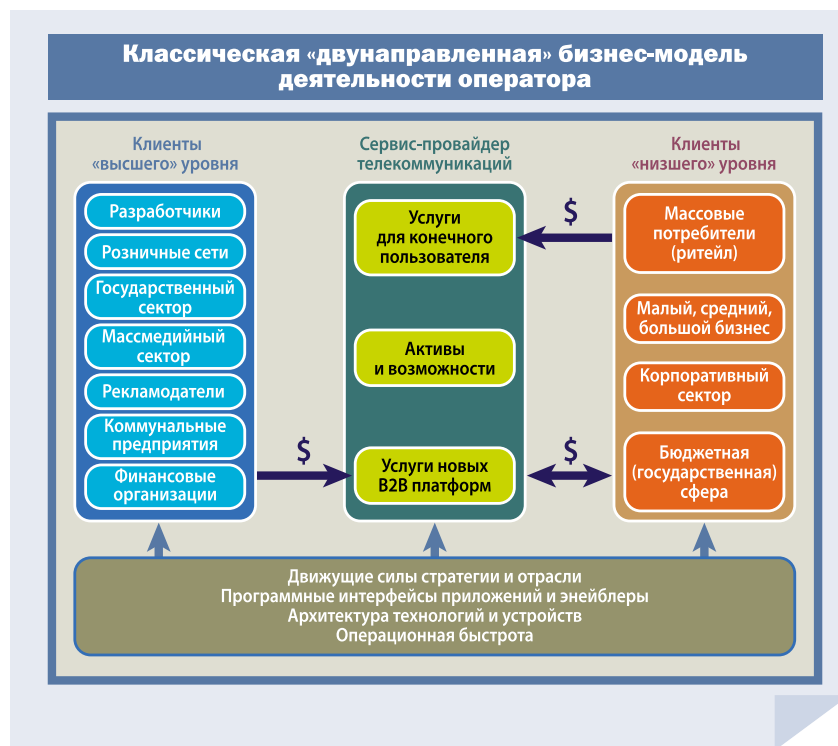 Классическая «двунаправленная» бизнес-модель
деятельности оператора
Клиенты
«высшего» уровня
Разработчики
Розничные сети
Государственный
сектор
Массмедийный
сектор
Рекламодатели
Коммунальные
предприятия
Финансовые
организации
$
Сервис-провайдер
телекоммуникаций
Услуги
для конечного
пользователя
Активы
и возможности
Услуги новых
B2B платформ
$
$
Клиенты
«низшего» уровня
Массовые
потребители
(ритейл)
Малый, средний,
большой бизнес
Корпоративный
сектор
Бюджетная
(государственная)
сфера
Движущие силы стратегии и отрасли
Программные интерфейсы приложений и энейблеры
Архитектура технологий и устройств
Операционная быстрота